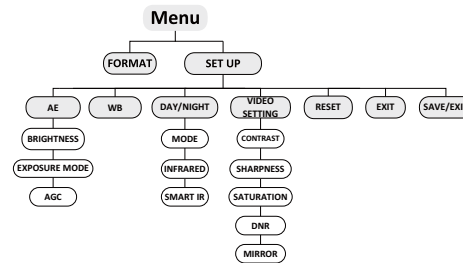 Menu
FORMAT
SET UP
AE
WB
DAY/NIGHT
VIDEO
SETTING
RESET
EXIT
SAVE/EXI
BRIGHTNESS
MODE
CONTRAST
EXPOSURE MODE
INFRARED
SHARPNESS
AGC
SMART IR
SATURATION
DNR
MIRROR